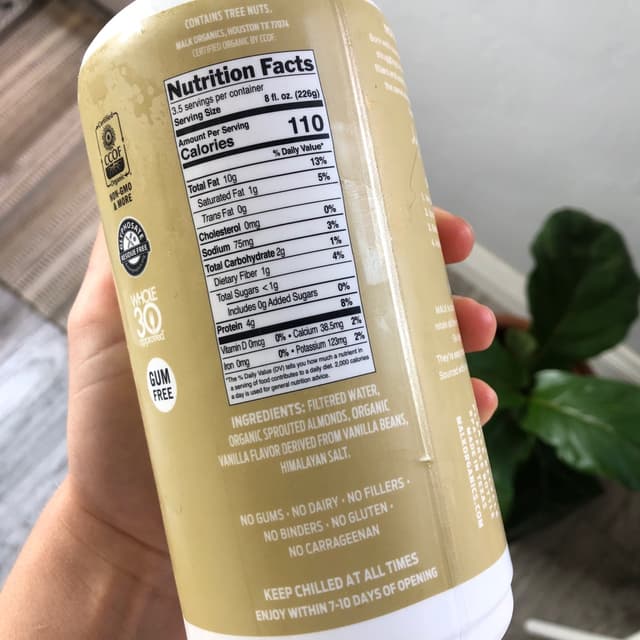 CONTAINS TREE NUTS.
MALK ORGANICS, HOUSTON TX 77074
CERTIFIED ORGANIC BY CCOF
Nutrition Facts
3.5 servings per container
Serving Size 8 fl. oz. (226g)
Amount Per Serving
Calories 110
% Daily Value*
Total Fat 10g 13%
Saturated Fat 1g 5%
Trans Fat 0g
Cholesterol 0mg 0%
Sodium 75mg 3%
Total Carbohydrate 2g 1%
Dietary Fiber 1g 4%
Total Sugars <1g
Includes 0g Added Sugars 0%
Protein 4g 8%
Vitamin D 0mcg 0% • Calcium 38.5mg 2%
Iron 0mg 0% • Potassium 123mg 2%
*The % Daily Value (DV) tells you how much a nutrient in
a serving of food contributes to a daily diet. 2,000 calories
a day is used for general nutrition advice.
INGREDIENTS: FILTERED WATER,
ORGANIC SPROUTED ALMONDS, ORGANIC
VANILLA FLAVOR DERIVED FROM VANILLA BEANS,
HIMALAYAN SALT.
NO GUMS • NO DAIRY • NO FILLERS •
NO BINDERS • NO GLUTEN •
NO CARRAGEENAN
KEEP CHILLED AT ALL TIMES
ENJOY WITHIN 7-10 DAYS OF OPENING
Certified
CCOF
Organic
NON-GMO
& MORE
RESIDUE FREE
WHOLE
30
approved
GUM
FREE